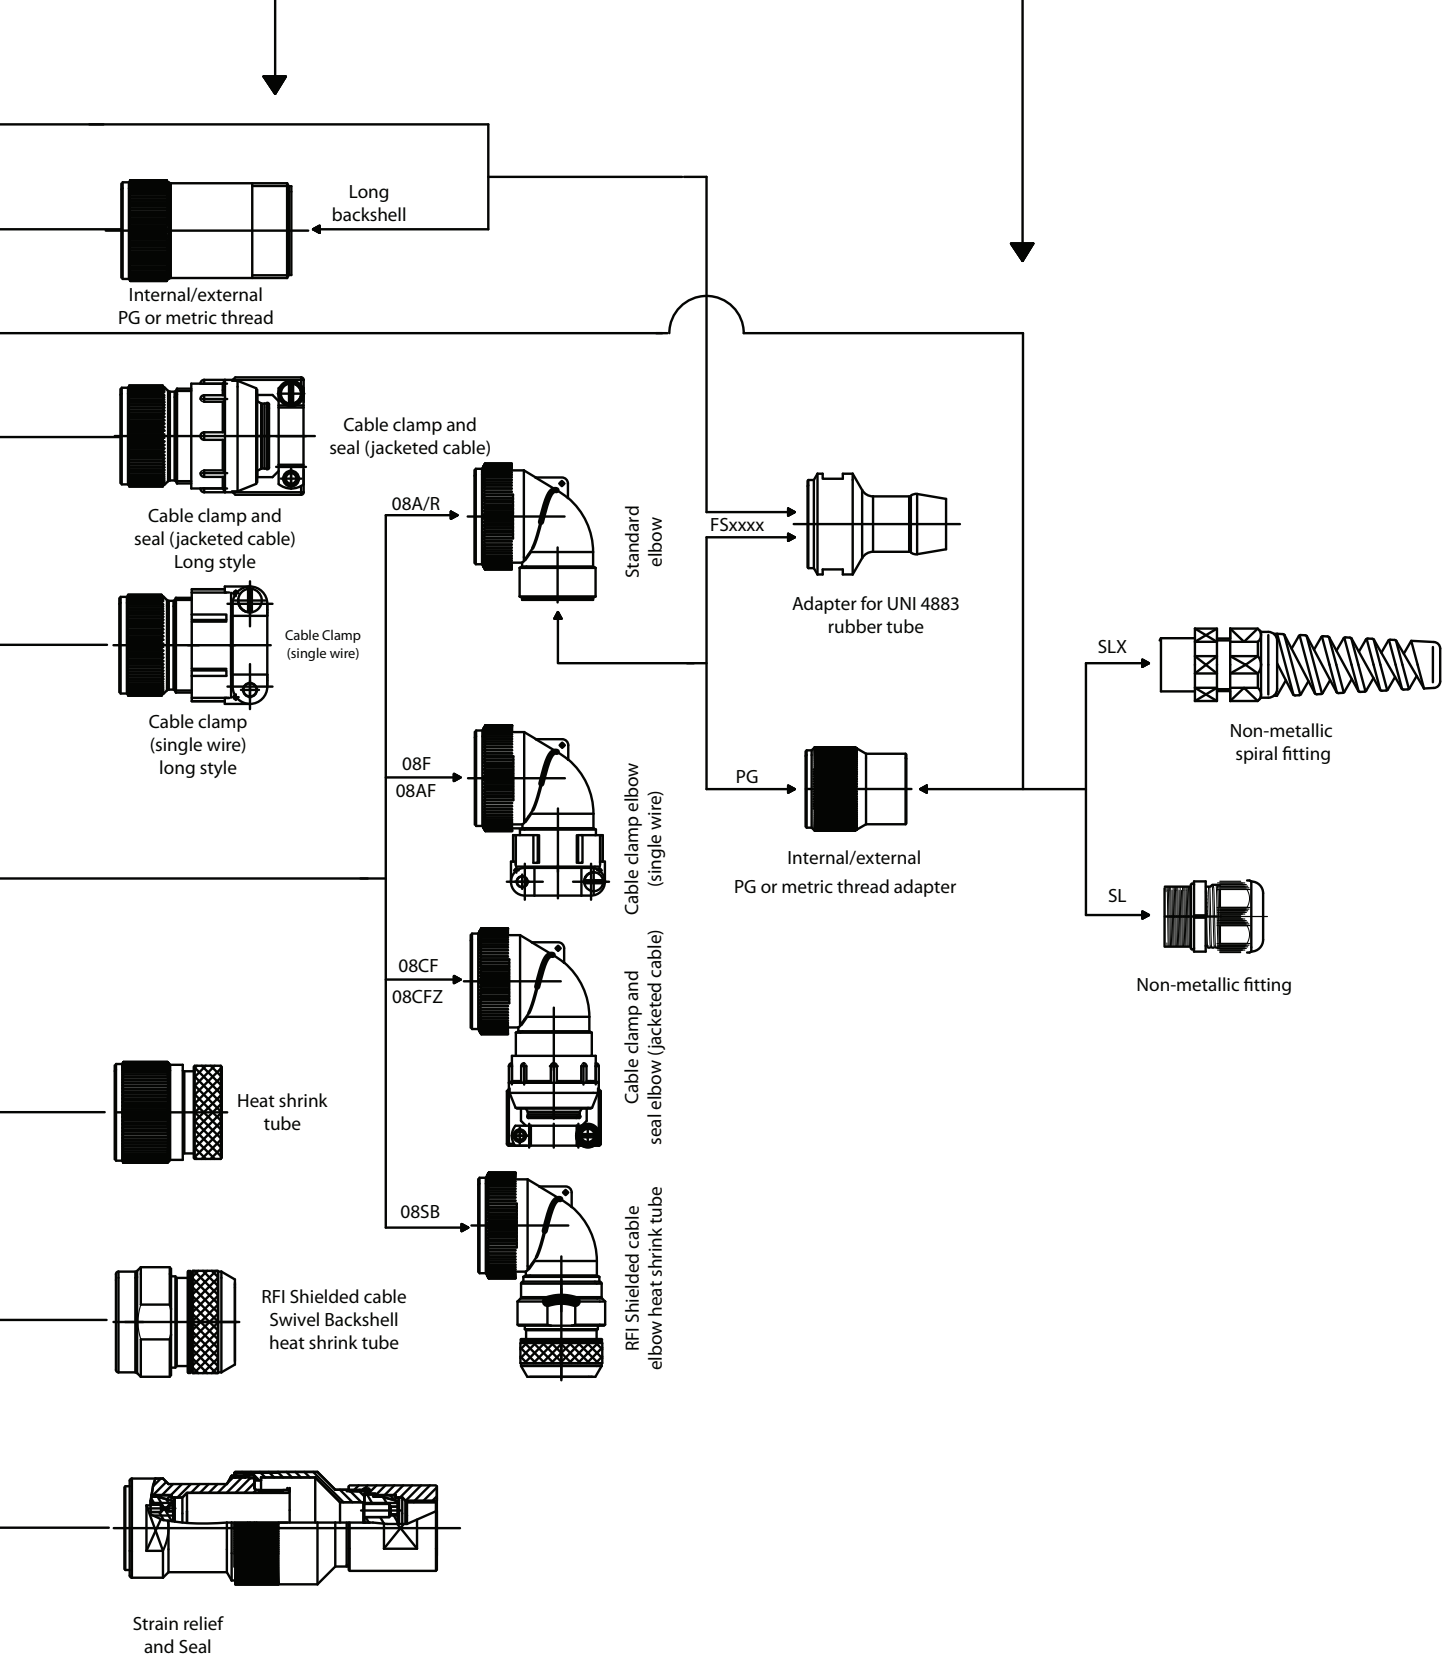 Long
backshell
Internal/external
PG or metric thread
Cable clamp and
seal (jacketed cable)
Cable clamp and
seal (jacketed cable)
Long style
Cable Clamp
(single wire)
Cable clamp
(single wire)
long style
08A/R
Standard
elbow
FSxxxx
Adapter for UNI 4883
rubber tube
08F
08AF
Cable clamp elbow
(single wire)
PG
Internal/external
PG or metric thread adapter
SLX
Non-metallic
spiral fitting
SL
Non-metallic fitting
08CF
08CFZ
Cable clamp and
seal elbow (jacketed cable)
Heat shrink
tube
08SB
RFI Shielded cable
elbow heat shrink tube
RFI Shielded cable
Swivel Backshell
heat shrink tube
Strain relief
and Seal